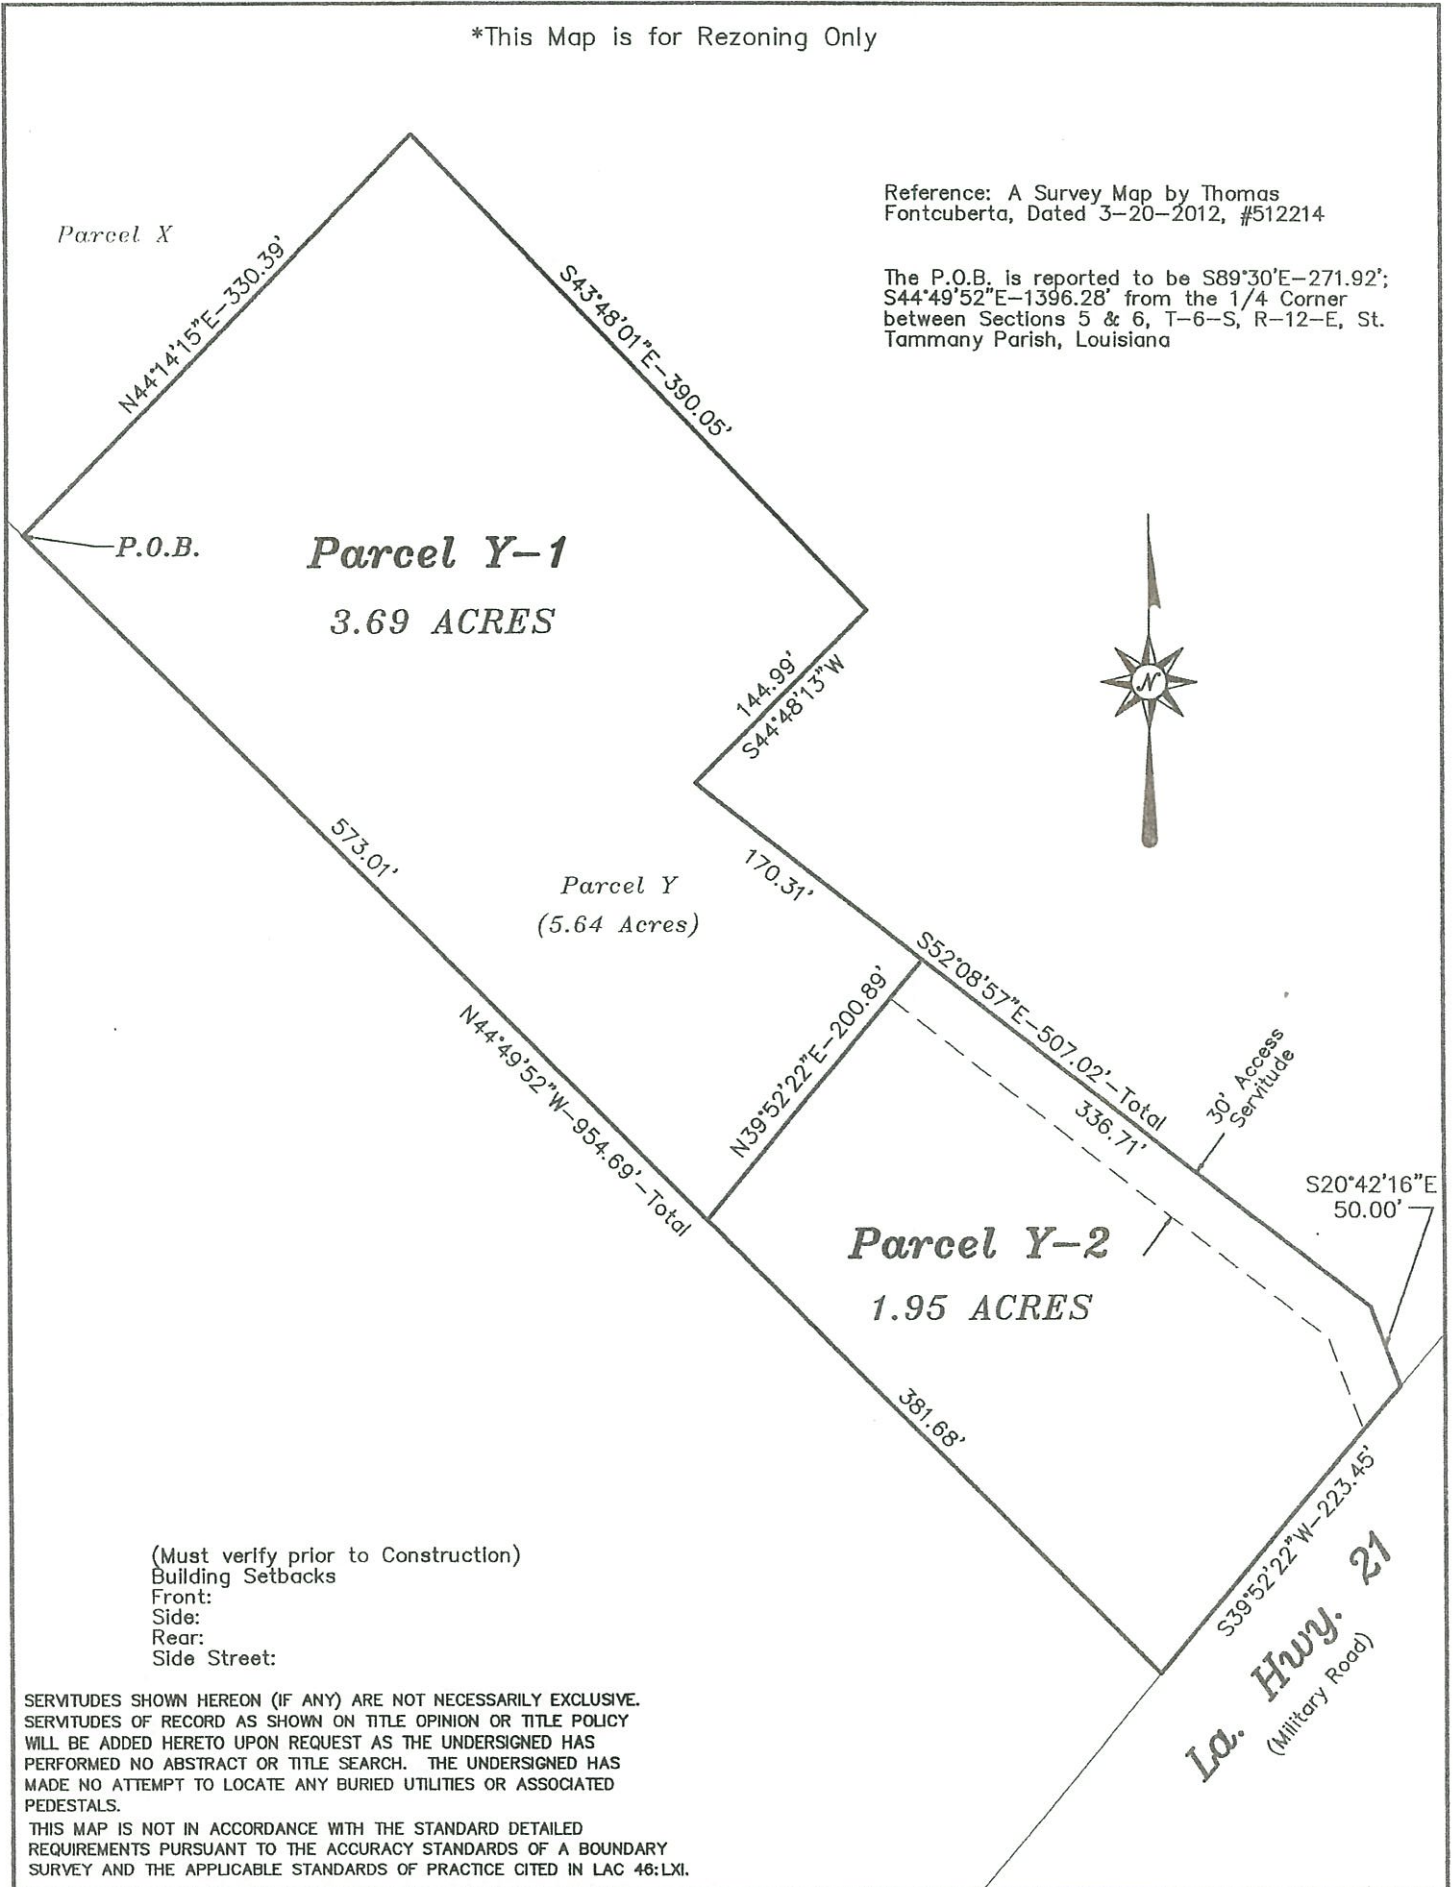 *This Map is for Rezoning Only
Reference: A Survey Map by Thomas
Fontcuberta, Dated 3-20-2012, #512214
The P.O.B. is reported to be S89°30'E-271.92';
S44°49'52"E-1396.28' from the 1/4 Corner
between Sections 5 & 6, T-6-S, R-12-E, St.
Tammany Parish, Louisiana
Parcel X
N44°14'15"E-330.39'
S43°48'01"E-390.05'
P.O.B.
Parcel Y-1
3.69 ACRES
144.99'
S44°48'13"W
N
573.01'
170.31'
Parcel Y
(5.64 Acres)
S52°08'57"E-507.02'-Total
336.71'
N39°52'22"E-200.89'
N44°49'52"W-954.69'-Total
30' Access
Servitude
S20°42'16"E
50.00'
Parcel Y-2
1.95 ACRES
381.68'
S39°52'22"W-223.45'
La. Hwy. 21
(Military Road)
(Must verify prior to Construction)
Building Setbacks
Front:
Side:
Rear:
Side Street:
SERVITUDES SHOWN HEREON (IF ANY) ARE NOT NECESSARILY EXCLUSIVE.
SERVITUDES OF RECORD AS SHOWN ON TITLE OPINION OR TITLE POLICY
WILL BE ADDED HERETO UPON REQUEST AS THE UNDERSIGNED HAS
PERFORMED NO ABSTRACT OR TITLE SEARCH. THE UNDERSIGNED HAS
MADE NO ATTEMPT TO LOCATE ANY BURIED UTILITIES OR ASSOCIATED
PEDESTALS.
THIS MAP IS NOT IN ACCORDANCE WITH THE STANDARD DETAILED
REQUIREMENTS PURSUANT TO THE ACCURACY STANDARDS OF A BOUNDARY
SURVEY AND THE APPLICABLE STANDARDS OF PRACTICE CITED IN LAC 46:LXI.